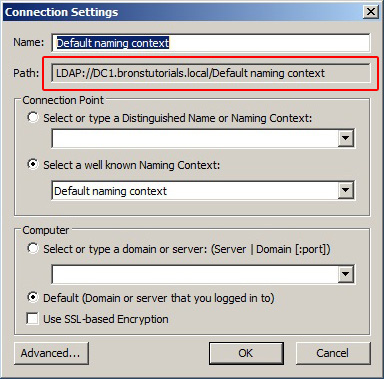 Connection Settings
Name: Default naming context
Path: LDAP://DC1.bronstutorials.local/Default naming context
Connection Point
Select or type a Distinguished Name or Naming Context:
Select a well known Naming Context:
Default naming context
Computer
Select or type a domain or server: (Server | Domain [:port])
Default (Domain or server that you logged in to)
Use SSL-based Encryption
Advanced... OK Cancel